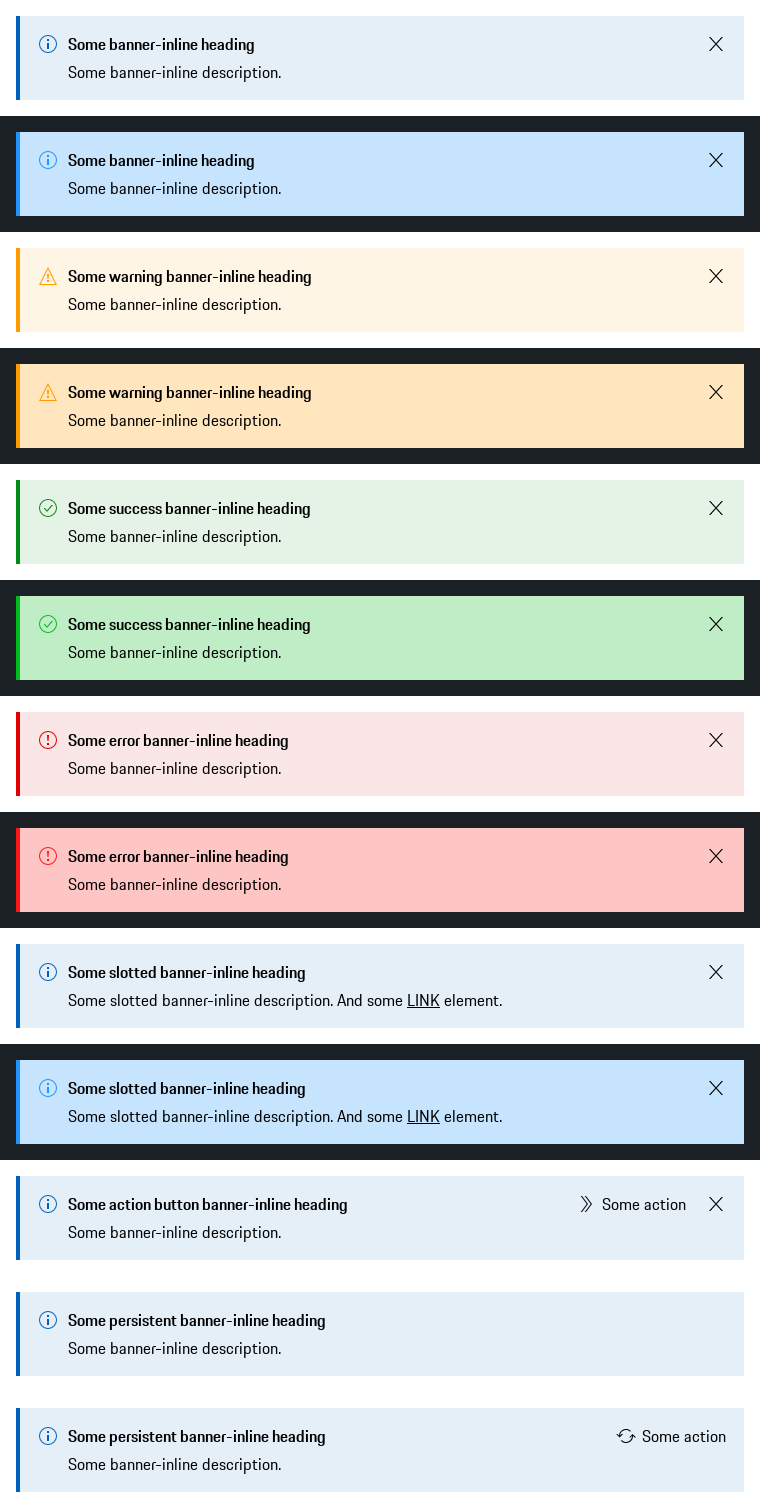 Some banner-inline heading
Some banner-inline description.
Some banner-inline heading
Some banner-inline description.
Some warning banner-inline heading
Some banner-inline description.
Some warning banner-inline heading
Some banner-inline description.
Some success banner-inline heading
Some banner-inline description.
Some success banner-inline heading
Some banner-inline description.
Some error banner-inline heading
Some banner-inline description.
Some error banner-inline heading
Some banner-inline description.
Some slotted banner-inline heading
Some slotted banner-inline description. And some LINK element.
Some slotted banner-inline heading
Some slotted banner-inline description. And some LINK element.
Some action button banner-inline heading Some action
Some banner-inline description.
Some persistent banner-inline heading
Some banner-inline description.
Some persistent banner-inline heading Some action
Some banner-inline description.